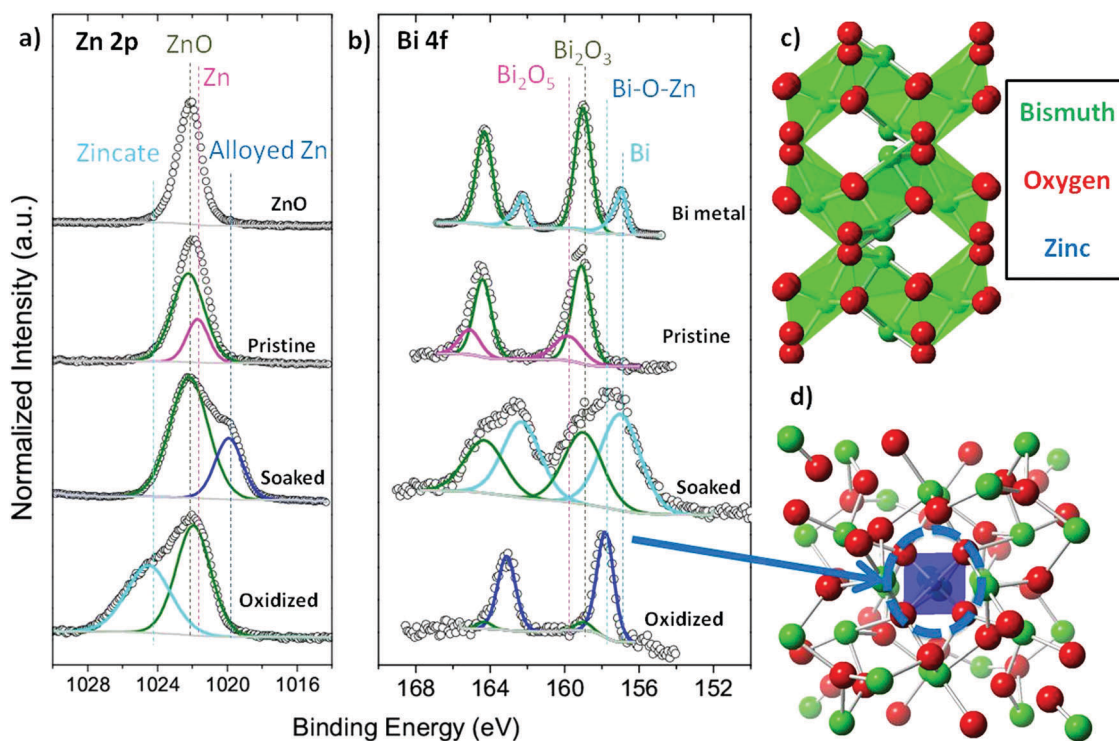 a) Zn 2p
ZnO
Zn
Zincate
Alloyed Zn
ZnO
Pristine
Soaked
Oxidized
1028 1024 1020 1016
b) Bi 4f
Bi₂O₃
Bi₂O₅
Bi-O-Zn
Bi
Bi metal
Pristine
Soaked
Oxidized
168 164 160 156 152
Normalized Intensity (a.u.)
Binding Energy (eV)
c)
Bismuth
Oxygen
Zinc
d)